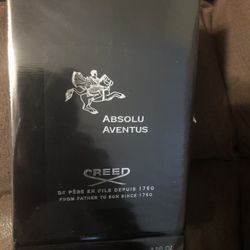 ABSOLU
AVENTUS
CREED
DE PÈRE EN FILS DEPUIS 1760
FROM FATHER TO SON SINCE 1760